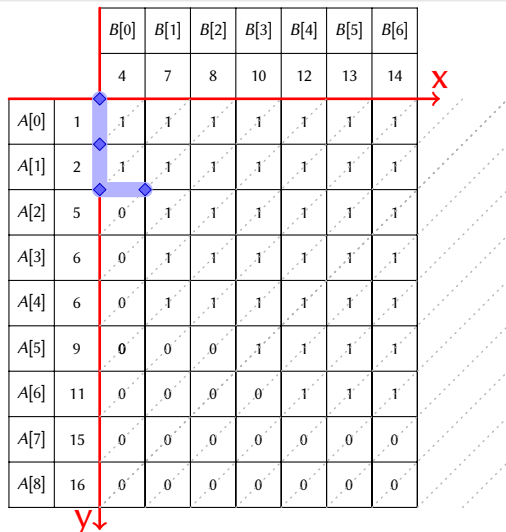 B[0] B[1] B[2] B[3] B[4] B[5] B[6]
4 7 8 10 12 13 14
x
A[0] 1 1 1 1 1 1 1 1
A[1] 2 1 1 1 1 1 1 1
A[2] 5 0 1 1 1 1 1 1
A[3] 6 0 1 1 1 1 1 1
A[4] 6 0 1 1 1 1 1 1
A[5] 9 0 0 0 1 1 1 1
A[6] 11 0 0 0 0 1 1 1
A[7] 15 0 0 0 0 0 0 0
A[8] 16 0 0 0 0 0 0 0
y